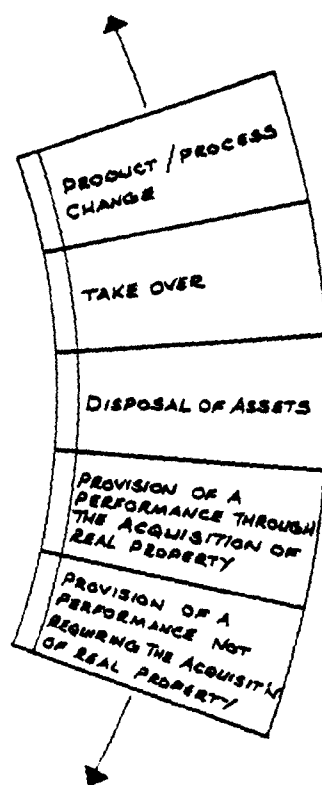 PRODUCT / PROCESS
CHANGE
TAKE OVER
DISPOSAL OF ASSETS
PROVISION OF A
PERFORMANCE THROUGH
THE ACQUISITION OF
REAL PROPERTY
PROVISION OF A
PERFORMANCE NOT
REQUIRING THE ACQUISIT'N
OF REAL PROPERTY